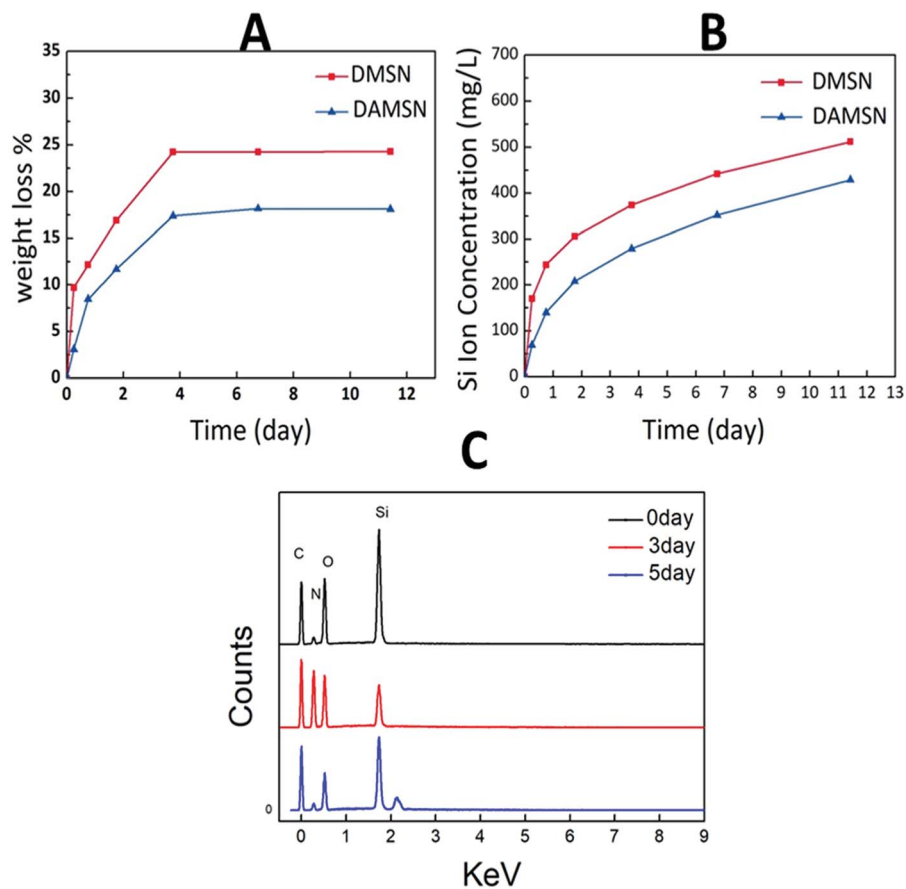 A
35
30
25
20
15
10
5
0
weight loss %
DMSN
DAMSN
0 2 4 6 8 10 12
Time (day)
B
700
600
500
400
300
200
100
0
Si Ion Concentration (mg/L)
DMSN
DAMSN
0 1 2 3 4 5 6 7 8 9 10 11 12 13
Time (day)
C
Counts
0
C
N
O
Si
0day
3day
5day
0 1 2 3 4 5 6 7 8 9
KeV